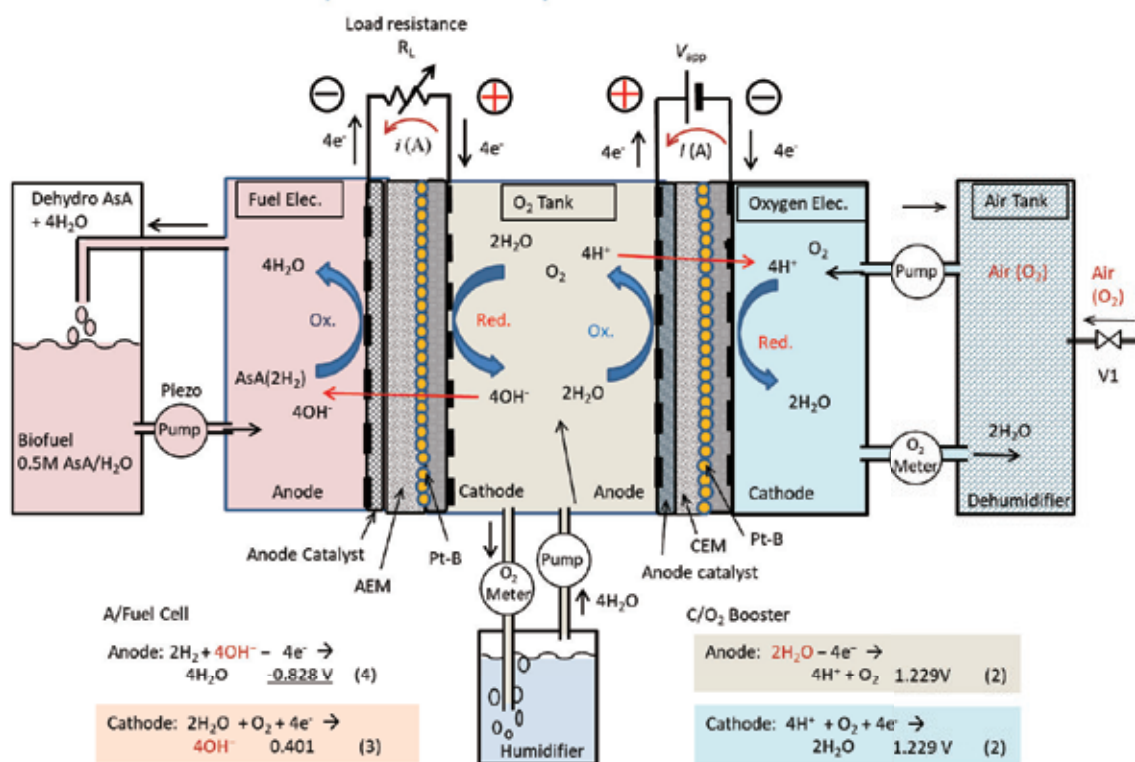 Load resistance
R_L
V_app
⊖
⊕
⊕
⊖
4e⁻
i (A)
4e⁻
4e⁻
I (A)
4e⁻
Dehydro AsA
+ 4H₂O
Fuel Elec.
O₂ Tank
Oxygen Elec.
Air Tank
4H₂O
2H₂O
O₂
4H⁺
4H⁺
O₂
Pump
Air (O₂)
Air
(O₂)
Ox.
Red.
Ox.
Red.
V1
AsA(2H₂)
4OH⁻
4OH⁻
2H₂O
2H₂O
Piezo
Pump
Biofuel
0.5M AsA/H₂O
O₂
Meter
2H₂O
Anode
Cathode
Anode
Cathode
Dehumidifier
Anode Catalyst
AEM
Pt-B
O₂
Meter
Pump
4H₂O
CEM
Anode catalyst
Pt-B
A/Fuel Cell
Anode: 2H₂ + 4OH⁻ – 4e⁻ →
4H₂O -0.828 V (4)
Cathode: 2H₂O + O₂ + 4e⁻ →
4OH⁻ 0.401 (3)
Humidifier
C/O₂ Booster
Anode: 2H₂O – 4e⁻ →
4H⁺ + O₂ 1.229V (2)
Cathode: 4H⁺ + O₂ + 4e⁻ →
2H₂O 1.229 V (2)